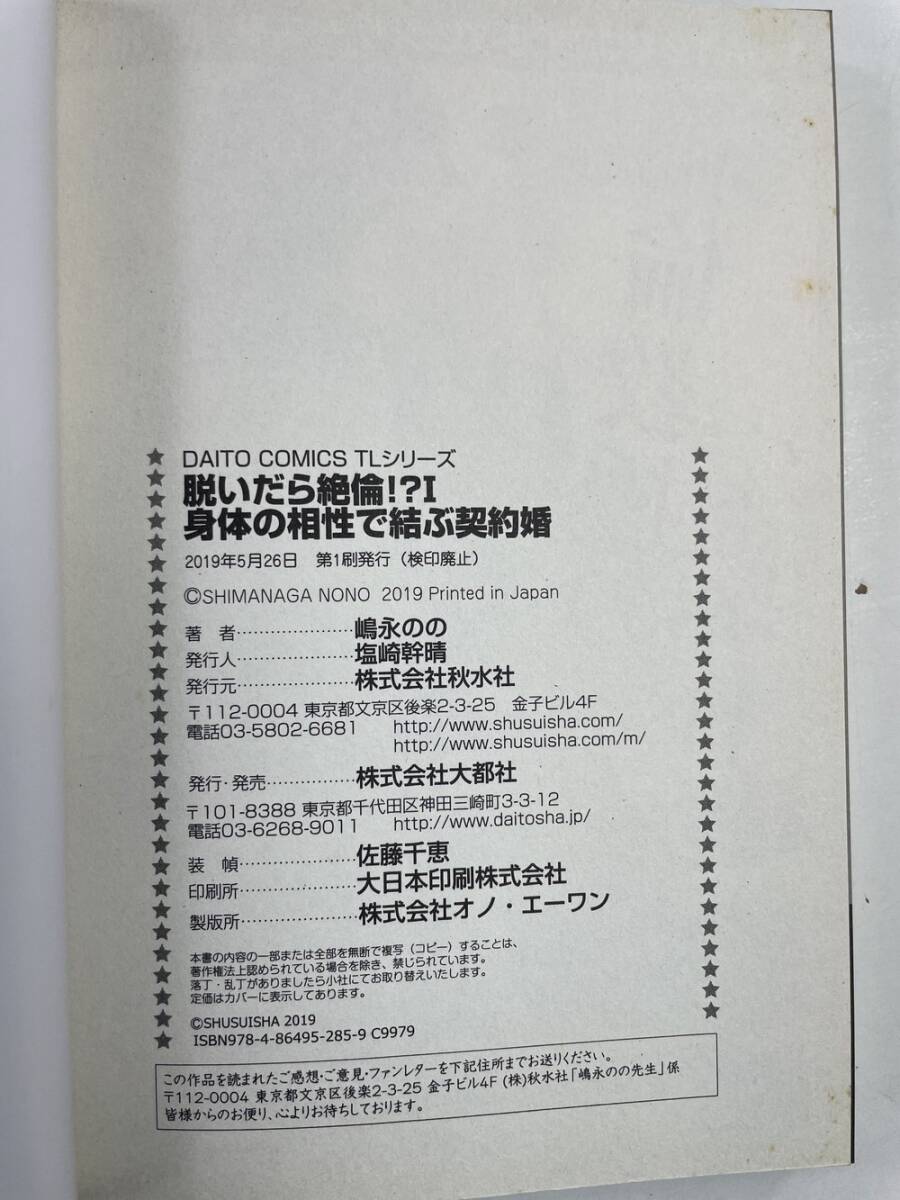 DAITO COMICS TLシリーズ
脱いだら絶倫!?I
身体の相性で結ぶ契約婚
2019年5月26日　第1刷発行（検印廃止）
©SHIMANAGA NONO 2019 Printed in Japan
著　者…………………嶋永のの
発行人…………………塩崎幹晴
発行元…………………株式会社秋水社
〒112-0004 東京都文京区後楽2-3-25　金子ビル4F
電話03-5802-6681　http://www.shusuisha.com/
http://www.shusuisha.com/m/
発行・発売……………株式会社大都社
〒101-8388 東京都千代田区神田三崎町3-3-12
電話03-6268-9011　http://www.daitosha.jp/
装　幀…………………佐藤千恵
印刷所…………………大日本印刷株式会社
製版所…………………株式会社オノ・エーワン
本書の内容の一部または全部を無断で複写（コピー）することは、
著作権法上認められている場合を除き、禁じられています。
落丁・乱丁がありましたら小社にてお取り替えいたします。
定価はカバーに表示してあります。
©SHUSUISHA 2019
ISBN978-4-86495-285-9 C9979
この作品を読まれたご感想・ご意見・ファンレターを下記住所までお送りください。
〒112-0004 東京都文京区後楽2-3-25 金子ビル4F (株)秋水社「嶋永のの先生」係
皆様からのお便り、心よりお待ちしております。